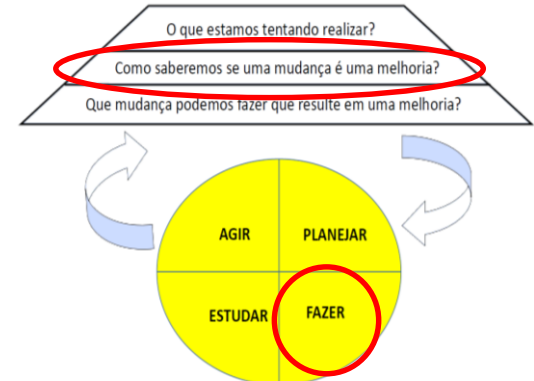 O que estamos tentando realizar?
Como saberemos se uma mudança é uma melhoria?
Que mudança podemos fazer que resulte em uma melhoria?
AGIR
PLANEJAR
ESTUDAR
FAZER